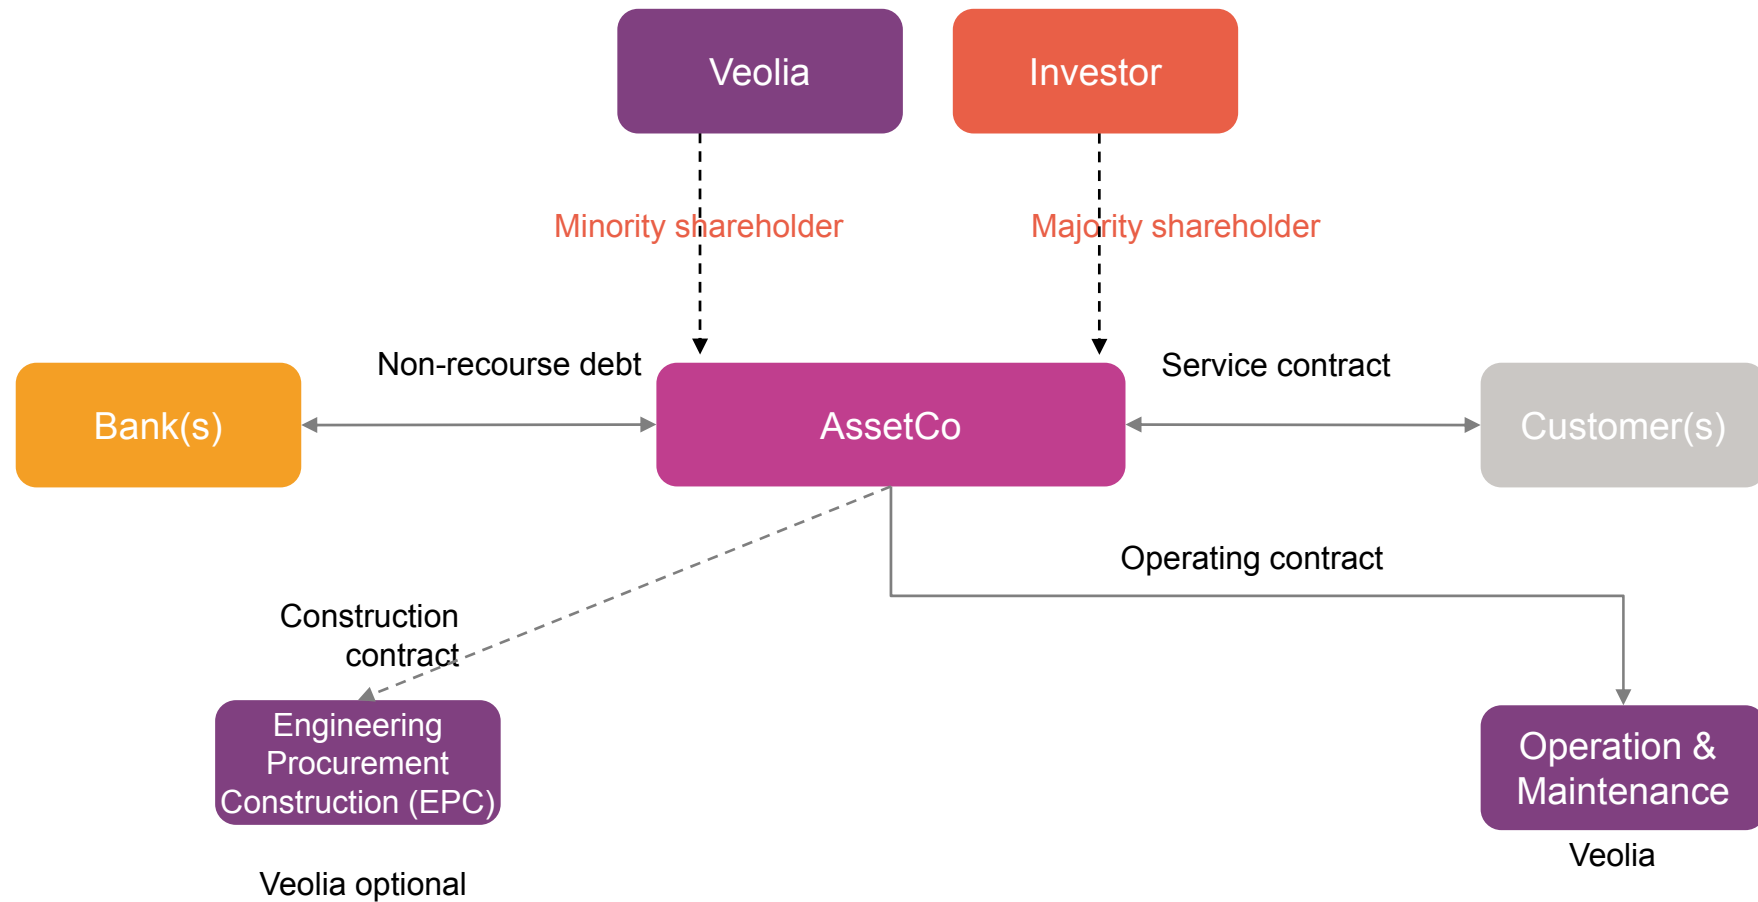 Veolia
Investor
Minority shareholder
Majority shareholder
Non-recourse debt
Service contract
Bank(s)
AssetCo
Customer(s)
Operating contract
Construction
contract
Engineering
Procurement
Construction (EPC)
Operation &
Maintenance
Veolia
Veolia optional